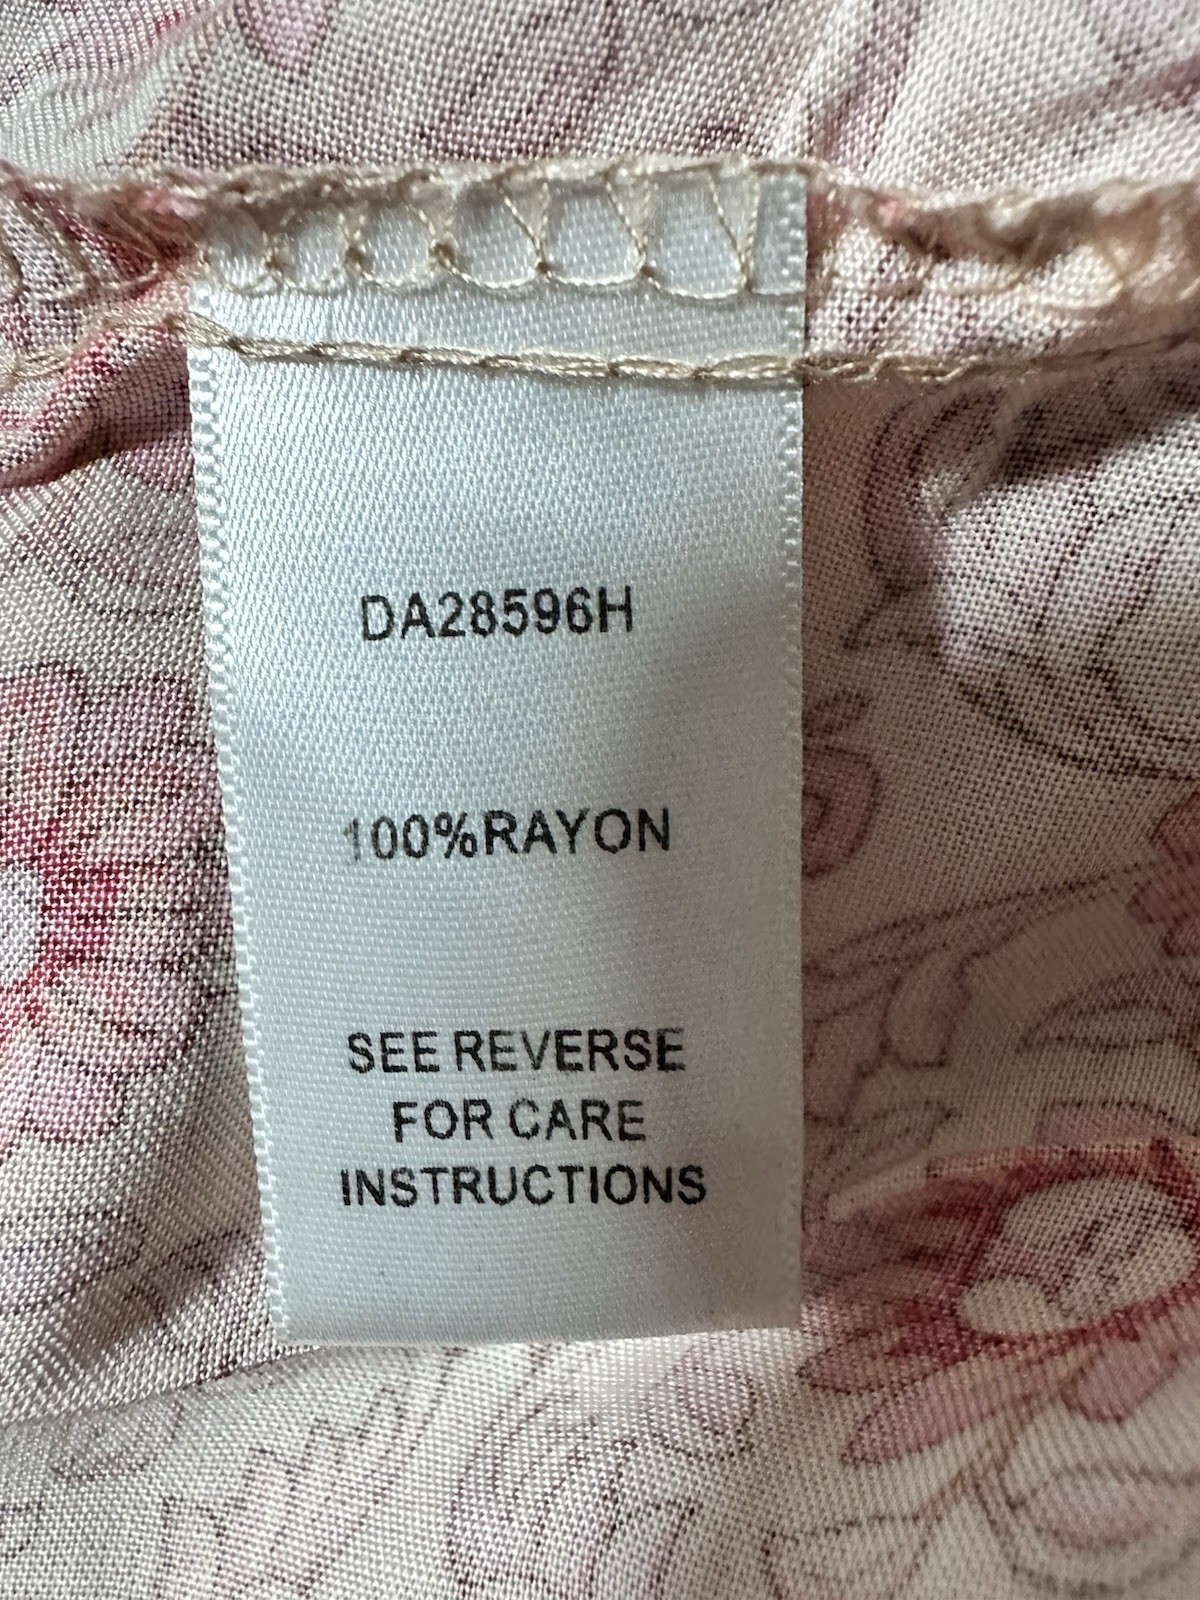 DA28596H
100%RAYON
SEE REVERSE
FOR CARE
INSTRUCTIONS